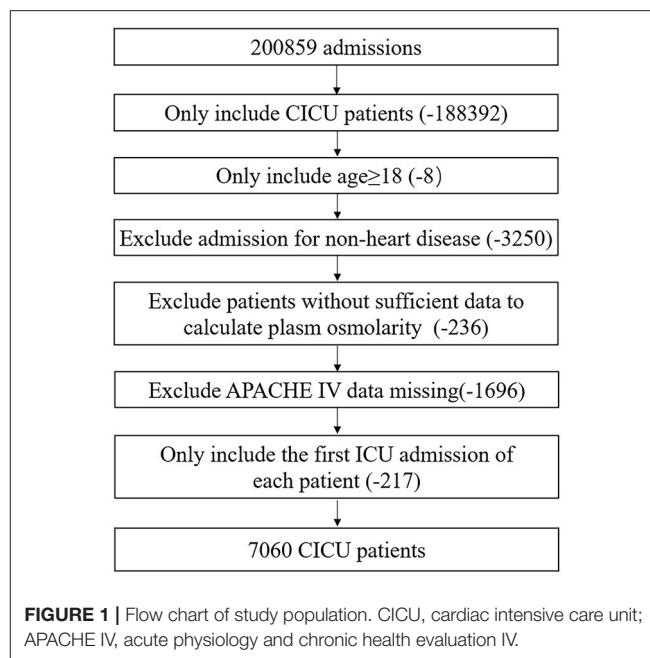 200859 admissions
Only include CICU patients (-188392)
Only include age≥18 (-8)
Exclude admission for non-heart disease (-3250)
Exclude patients without sufficient data to
calculate plasm osmolarity (-236)
Exclude APACHE IV data missing(-1696)
Only include the first ICU admission of
each patient (-217)
7060 CICU patients
FIGURE 1 | Flow chart of study population. CICU, cardiac intensive care unit;
APACHE IV, acute physiology and chronic health evaluation IV.